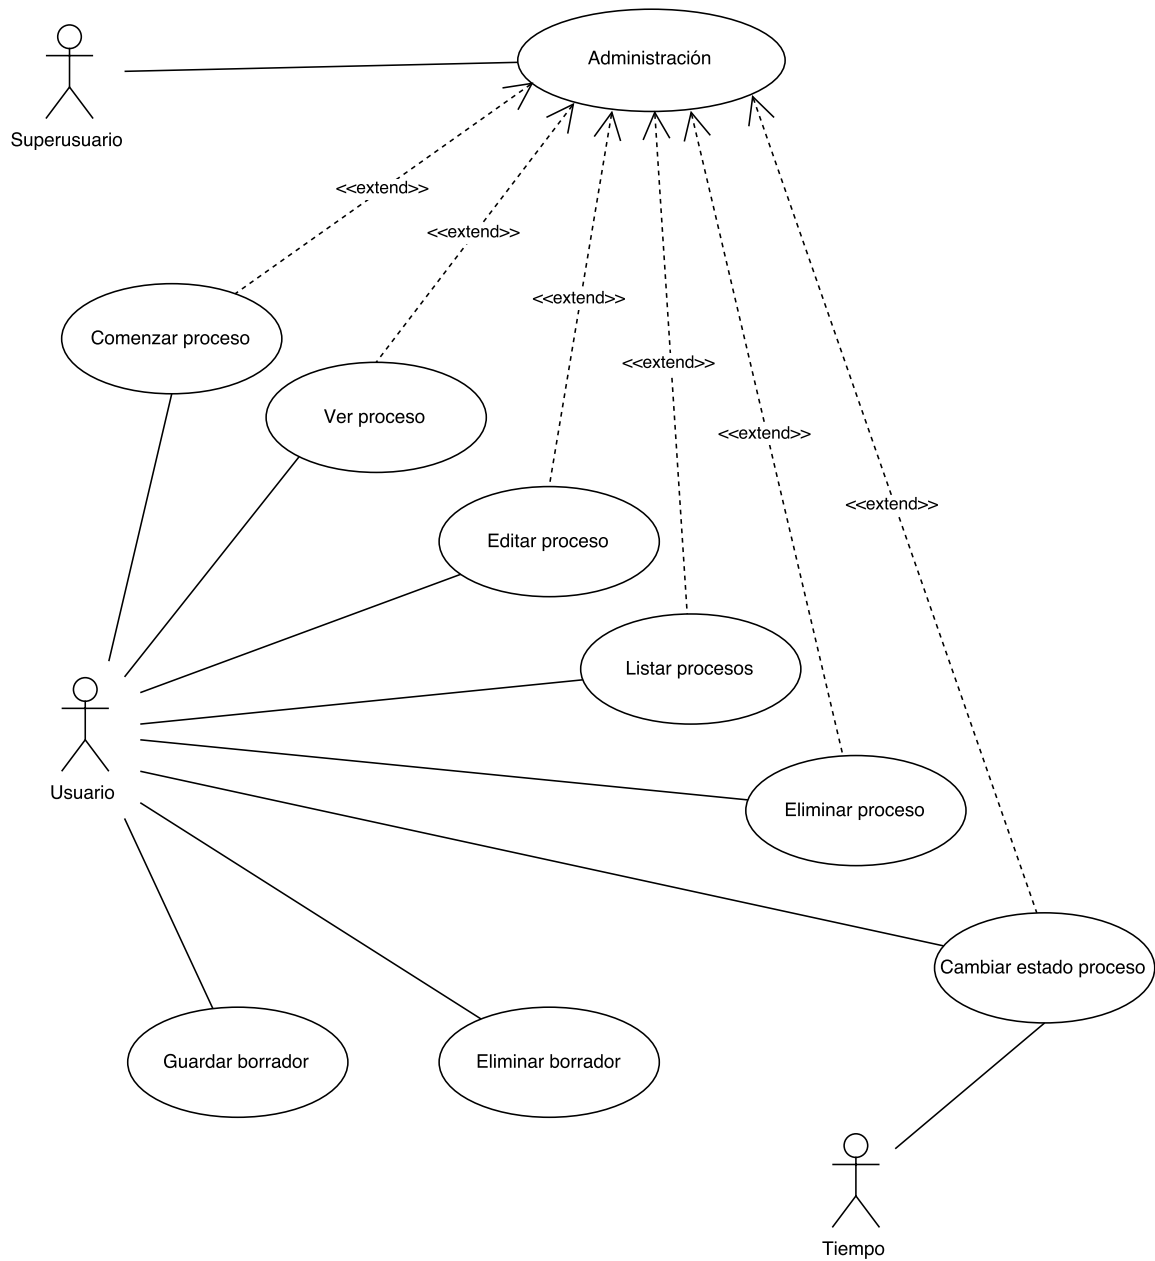 Administración
Superusuario
<<extend>>
<<extend>>
<<extend>>
Comenzar proceso
<<extend>>
Ver proceso
<<extend>>
<<extend>>
Editar proceso
Listar procesos
Usuario
Eliminar proceso
Cambiar estado proceso
Guardar borrador
Eliminar borrador
Tiempo